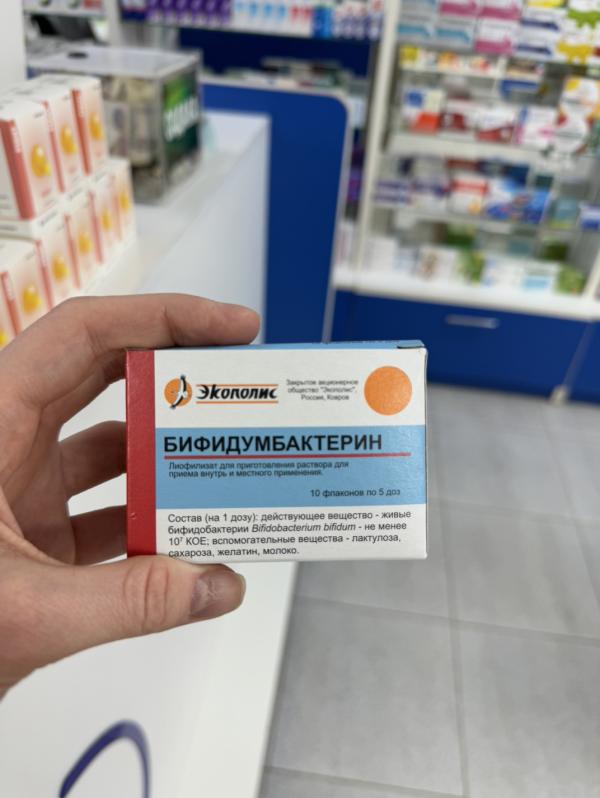 Экополис
Закрытое акционерное
общество "Экополис",
Россия, Ковров
БИФИДУМБАКТЕРИН
Лиофилизат для приготовления раствора для
приема внутрь и местного применения.
10 флаконов по 5 доз
Состав (на 1 дозу): действующее вещество - живые
бифидобактерии Bifidobacterium bifidum - не менее
10⁷ КОЕ; вспомогательные вещества - лактулоза,
сахароза, желатин, молоко.